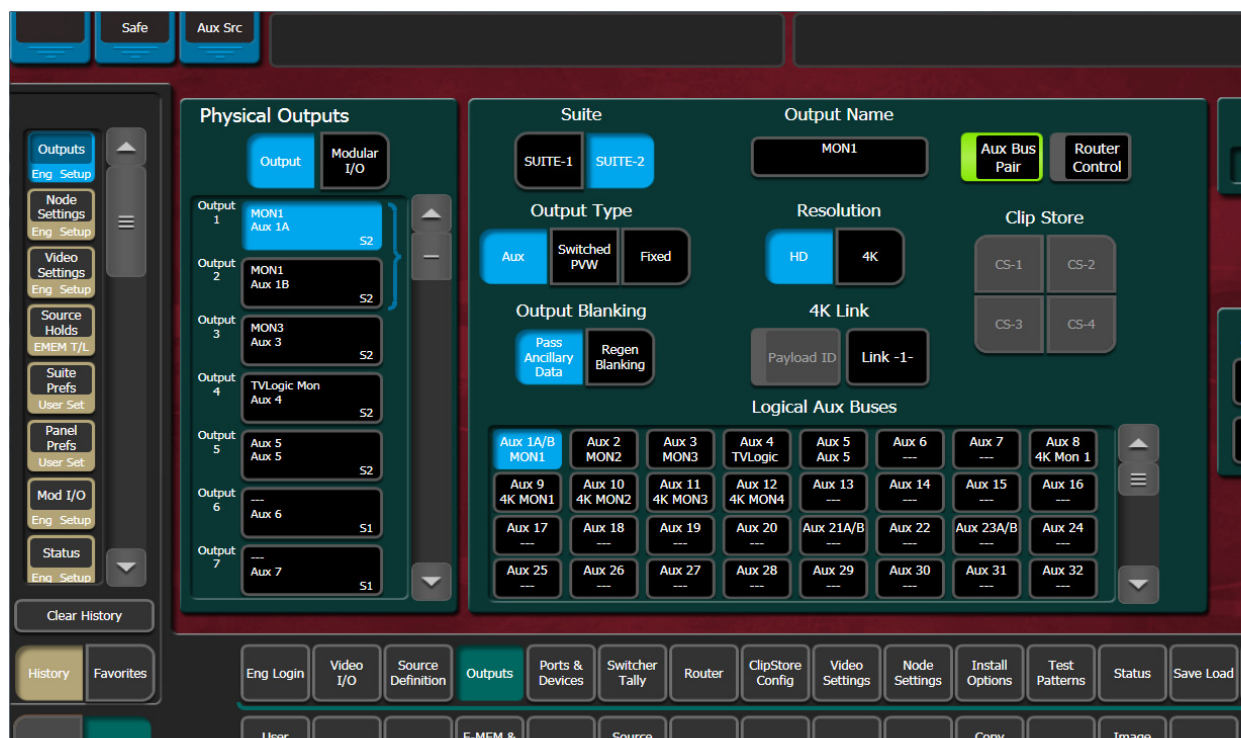 Safe
Aux Src
Outputs
Eng Setup
Node
Settings
Eng Setup
Video
Settings
Eng Setup
Source
Holds
EMEM T/L
Suite
Prefs
User Set
Panel
Prefs
User Set
Mod I/O
Eng Setup
Status
Eng Setup
Clear History
History
Favorites
Physical Outputs
Output
Modular
I/O
Output
1
MON1
Aux 1A
S2
Output
2
MON1
Aux 1B
S2
Output
3
MON3
Aux 3
S2
Output
4
TVLogic Mon
Aux 4
S2
Output
5
Aux 5
Aux 5
S2
Output
6
---
Aux 6
S1
Output
7
---
Aux 7
S1
Suite
SUITE-1
SUITE-2
Output Name
MON1
Aux Bus
Pair
Router
Control
Output Type
Aux
Switched
PVW
Fixed
Resolution
HD
4K
Clip Store
CS-1
CS-2
CS-3
CS-4
Output Blanking
Pass
Ancillary
Data
Regen
Blanking
4K Link
Payload ID
Link -1-
Logical Aux Buses
Aux 1A/B
MON1
Aux 2
MON2
Aux 3
MON3
Aux 4
TVLogic
Aux 5
Aux 5
Aux 6
---
Aux 7
---
Aux 8
4K Mon 1
Aux 9
4K MON1
Aux 10
4K MON2
Aux 11
4K MON3
Aux 12
4K MON4
Aux 13
---
Aux 14
---
Aux 15
---
Aux 16
---
Aux 17
---
Aux 18
---
Aux 19
---
Aux 20
---
Aux 21A/B
---
Aux 22
---
Aux 23A/B
---
Aux 24
---
Aux 25
---
Aux 26
---
Aux 27
---
Aux 28
---
Aux 29
---
Aux 30
---
Aux 31
---
Aux 32
---
Eng Login
Video
I/O
Source
Definition
Outputs
Ports &
Devices
Switcher
Tally
Router
ClipStore
Config
Video
Settings
Node
Settings
Install
Options
Test
Patterns
Status
Save Load
User
E-MEM &
Source
Copy
Image